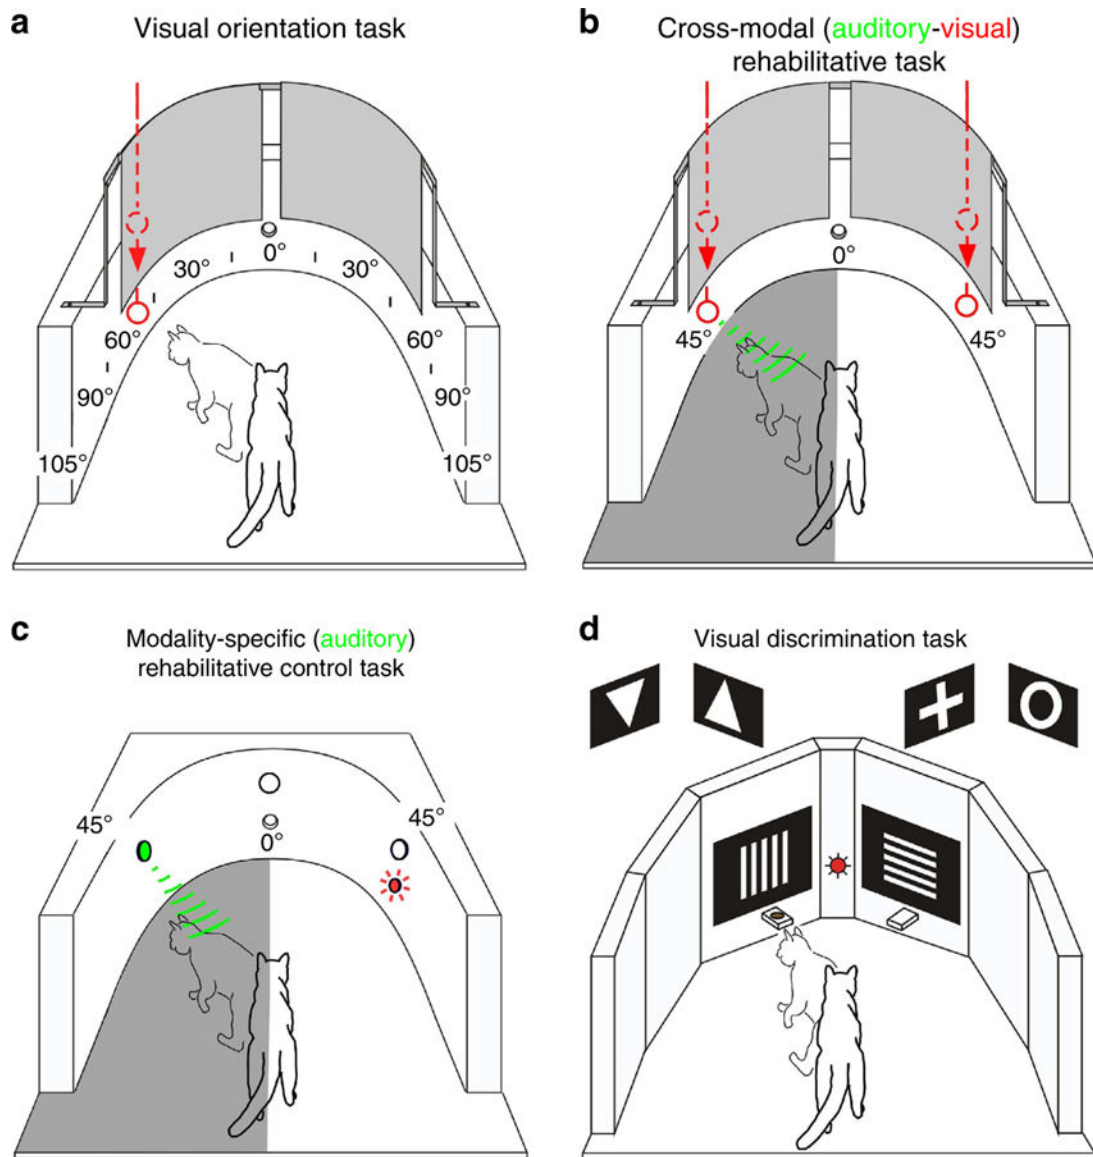 a
Visual orientation task
30°
0°
30°
60°
60°
90°
90°
105°
105°
b
Cross-modal (auditory-visual)
rehabilitative task
0°
45°
45°
c
Modality-specific (auditory)
rehabilitative control task
45°
45°
0°
d
Visual discrimination task